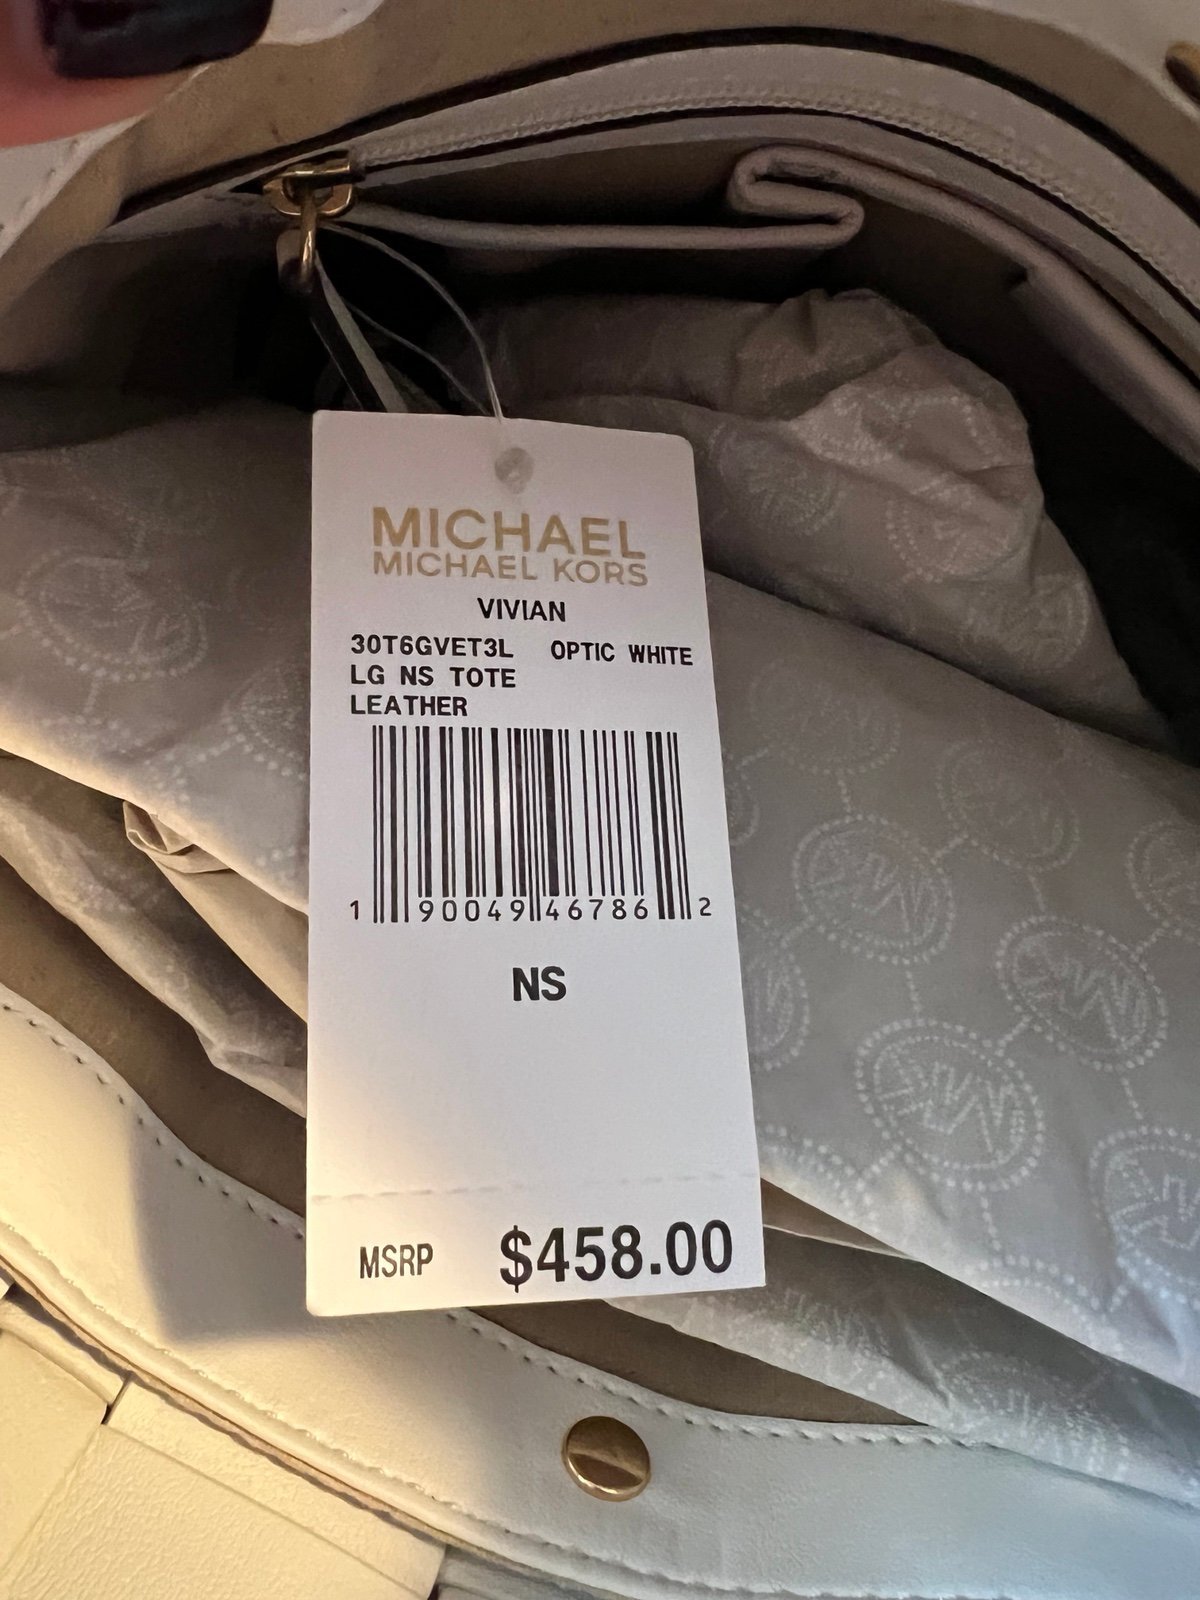 MICHAEL
MICHAEL KORS
VIVIAN
30T6GVET3L OPTIC WHITE
LG NS TOTE
LEATHER
1 90049 46786 2
NS
MSRP $458.00